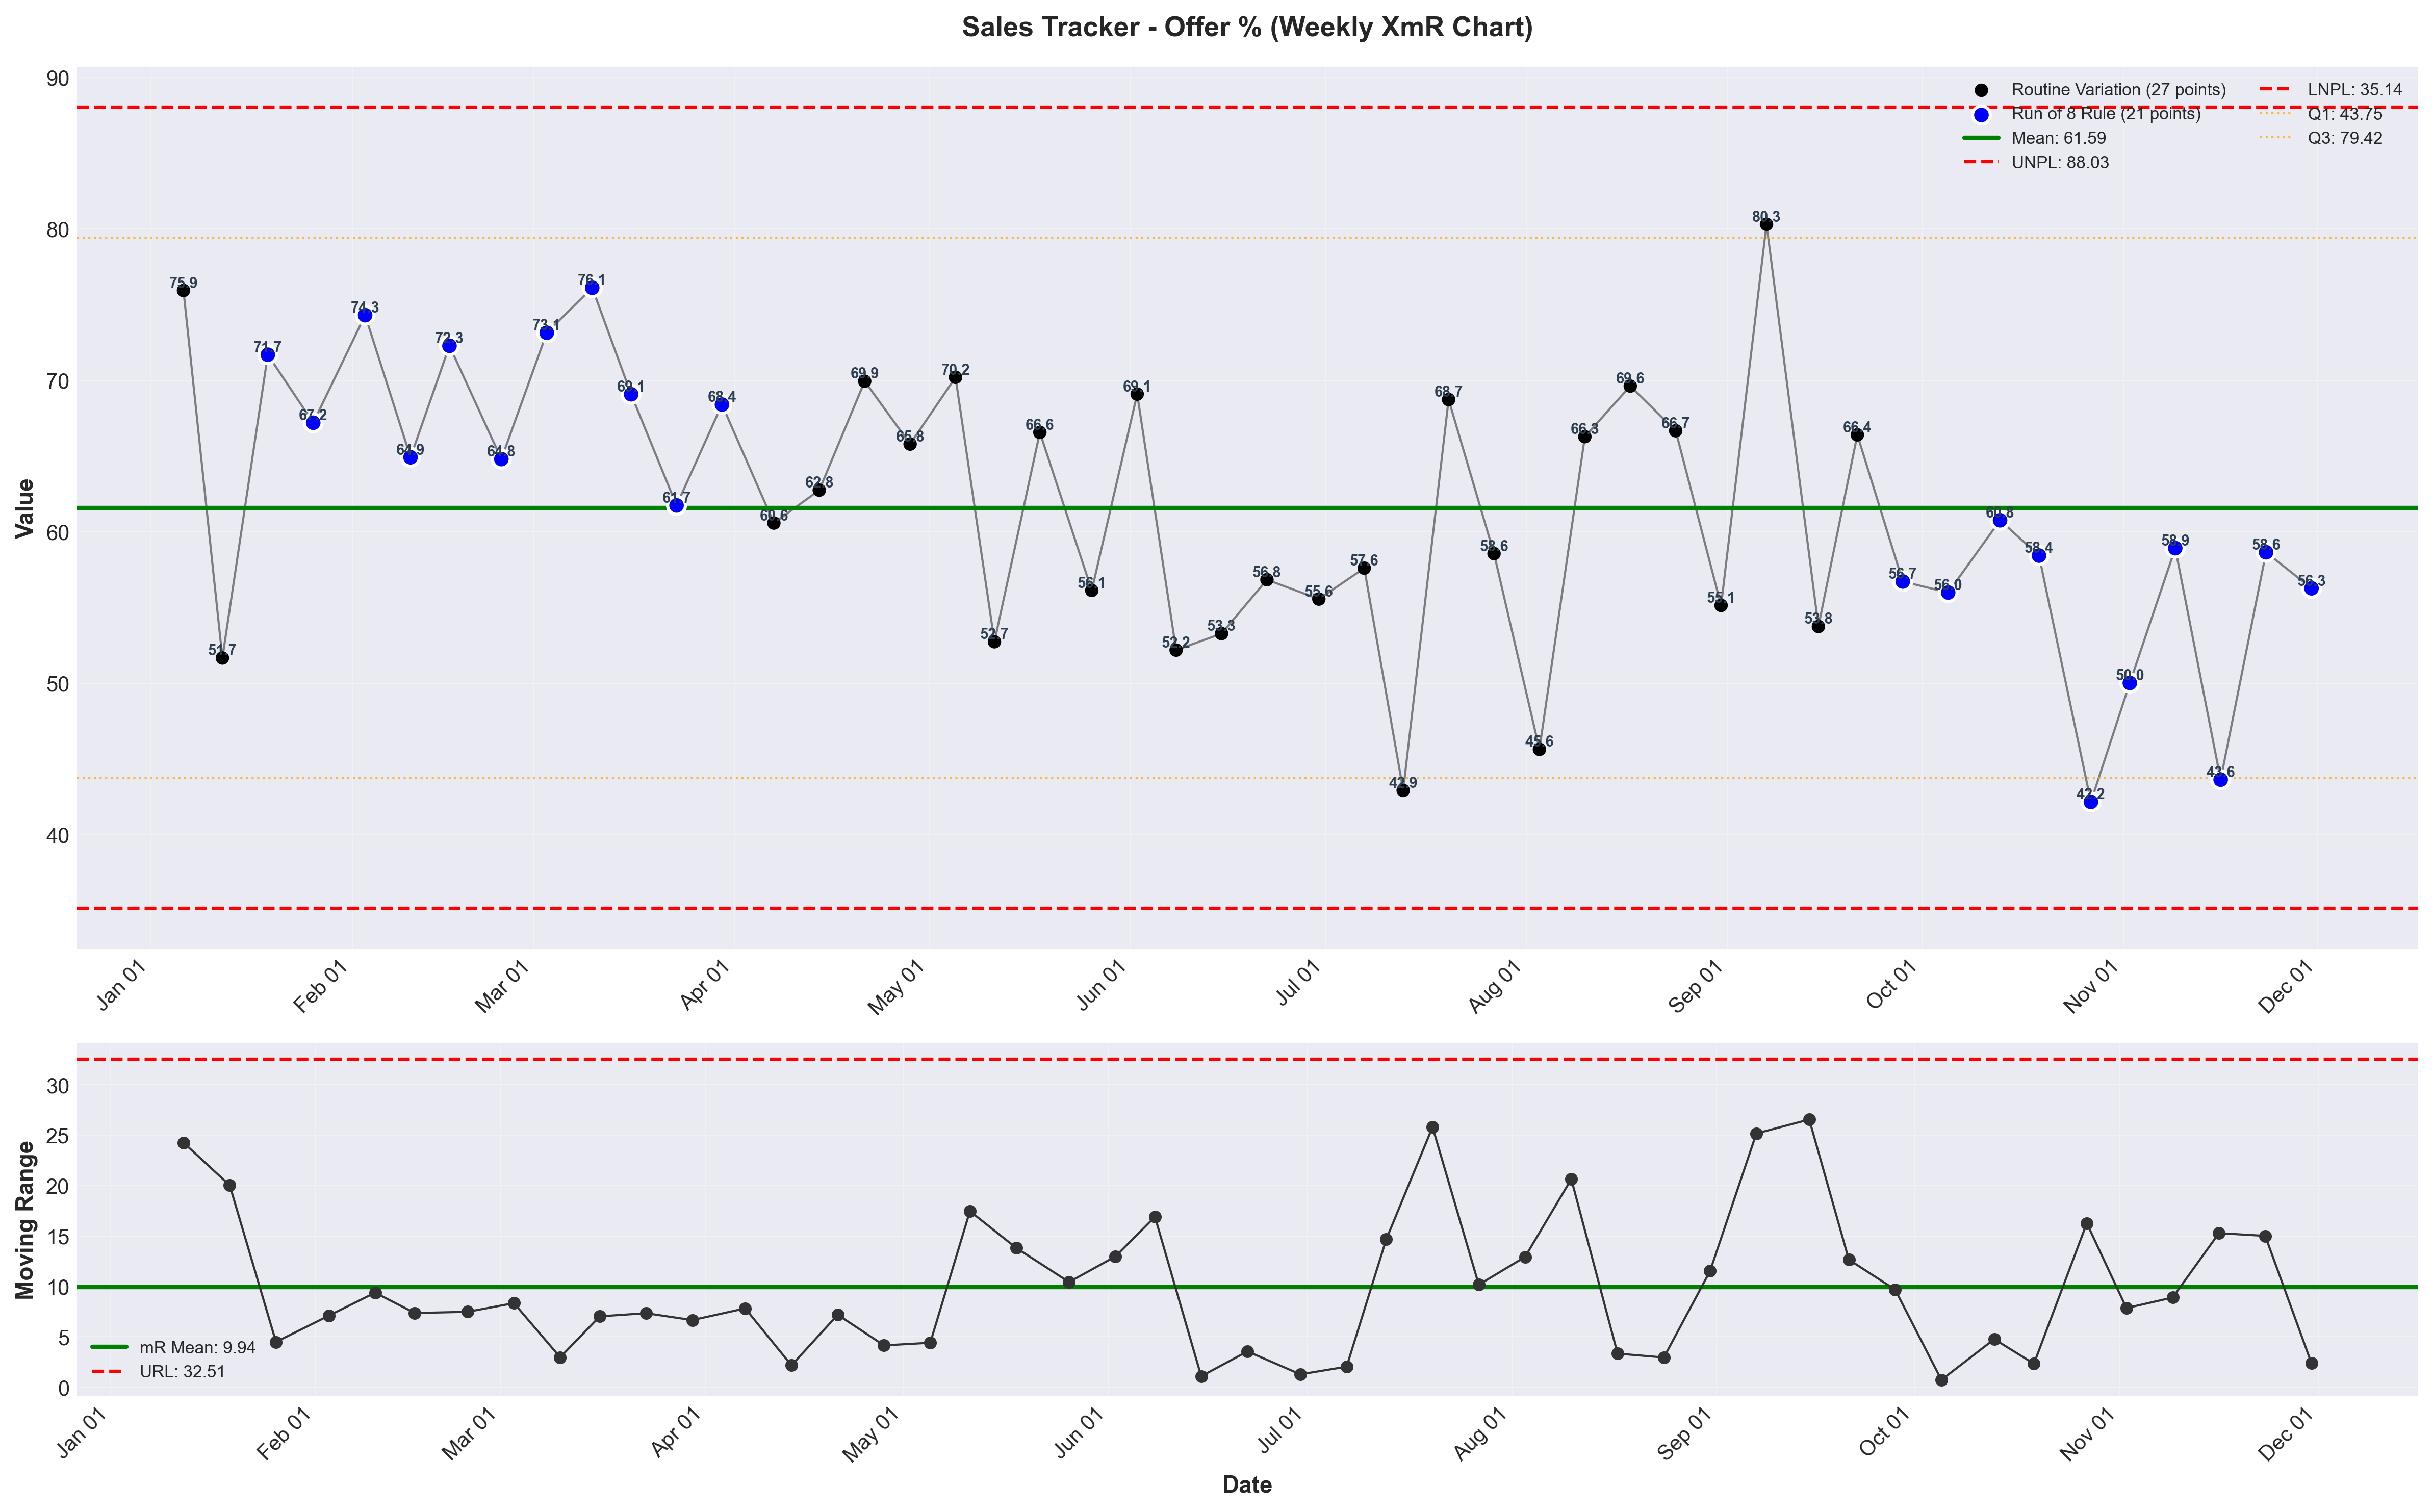 Sales Tracker - Offer % (Weekly XmR Chart)
Value
90
80
70
60
50
40
Routine Variation (27 points)
Run of 8 Rule (21 points)
Mean: 61.59
UNPL: 88.03
LNPL: 35.14
Q1: 43.75
Q3: 79.42
75.9
51.7
71.7
67.2
74.3
64.9
72.3
64.8
73.1
76.1
69.1
61.7
68.4
60.6
62.8
69.9
65.8
70.2
52.7
66.6
56.1
69.1
52.2
53.3
56.8
55.6
57.6
42.9
68.7
58.6
45.6
66.3
69.6
66.7
55.1
80.3
53.8
66.4
56.7
56.0
60.8
58.4
42.2
50.0
58.9
43.6
58.6
56.3
Jan 01
Feb 01
Mar 01
Apr 01
May 01
Jun 01
Jul 01
Aug 01
Sep 01
Oct 01
Nov 01
Dec 01
Moving Range
30
25
20
15
10
5
0
mR Mean: 9.94
URL: 32.51
Jan 01
Feb 01
Mar 01
Apr 01
May 01
Jun 01
Jul 01
Aug 01
Sep 01
Oct 01
Nov 01
Dec 01
Date